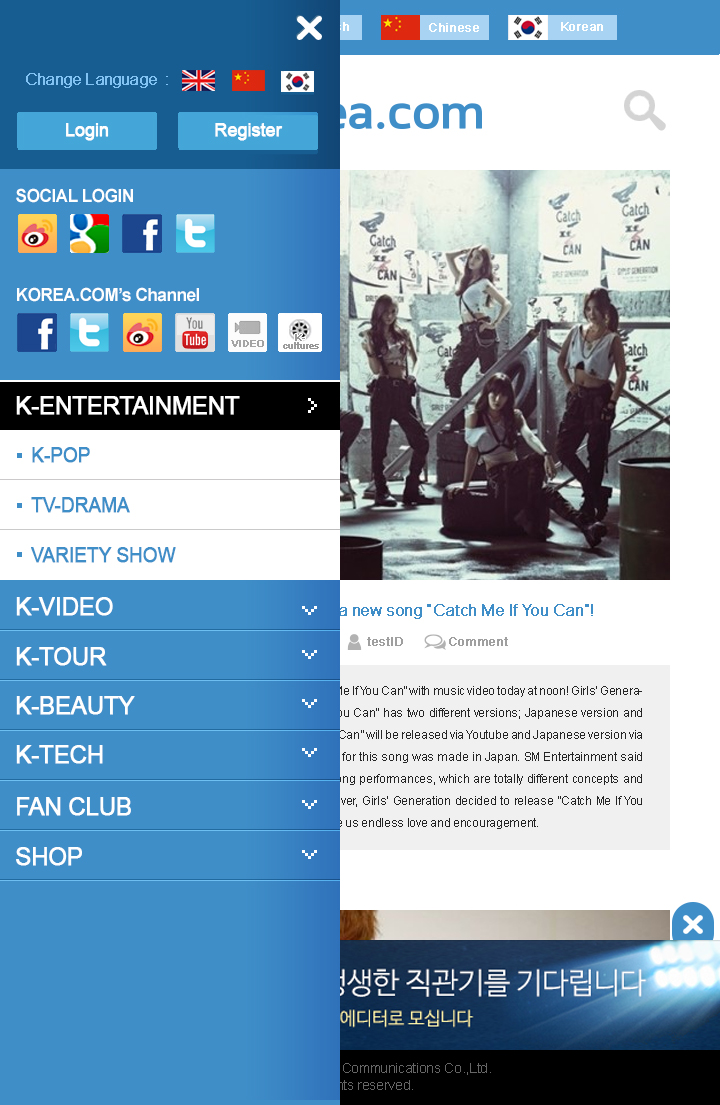 Chinese
Korean
Change Language :
Login
Register
ea.com
SOCIAL LOGIN
KOREA.COM's Channel
You
Tube
VIDEO
K-
cultures
K-ENTERTAINMENT
K-POP
TV-DRAMA
VARIETY SHOW
K-VIDEO
K-TOUR
K-BEAUTY
K-TECH
FAN CLUB
SHOP
Catch
CAN
GIRLS' GENERATION
Catch
CAN
Catch
CAN
a new song "Catch Me If You Can"!
testID
Comment
Me If You Can" with music video today at noon! Girls' Genera-
ou Can" has two different versions; Japanese version and
Can" will be released via Youtube and Japanese version via
for this song was made in Japan. SM Entertainment said
ng performances, which are totally different concepts and
ver, Girls' Generation decided to release "Catch Me If You
us endless love and encouragement.
생생한 직관기를 기다립니다
에디터로 모십니다
Communications Co.,Ltd.
hts reserved.